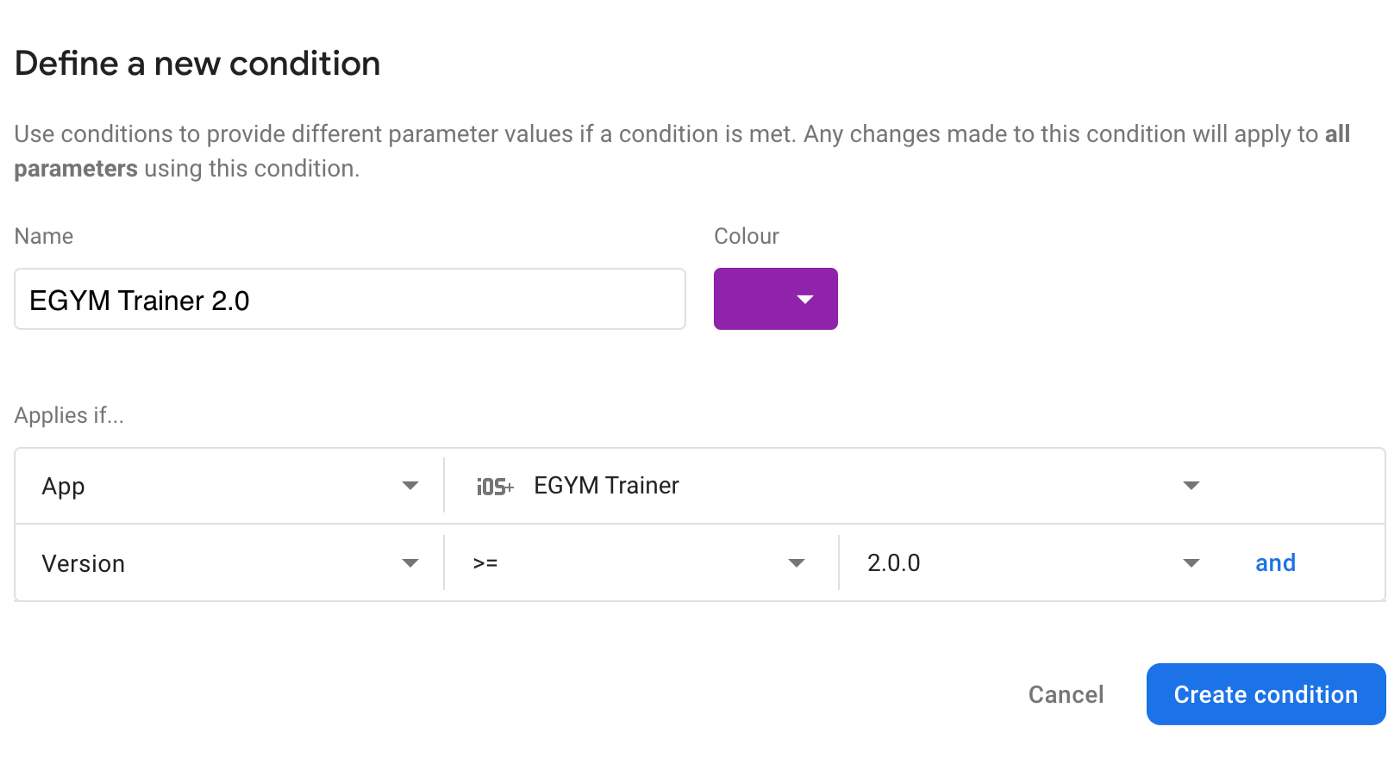 Define a new condition
Use conditions to provide different parameter values if a condition is met. Any changes made to this condition will apply to all
parameters using this condition.
Name
Colour
EGYM Trainer 2.0
Applies if...
App
iOS+ EGYM Trainer
Version
>=
2.0.0
and
Cancel
Create condition